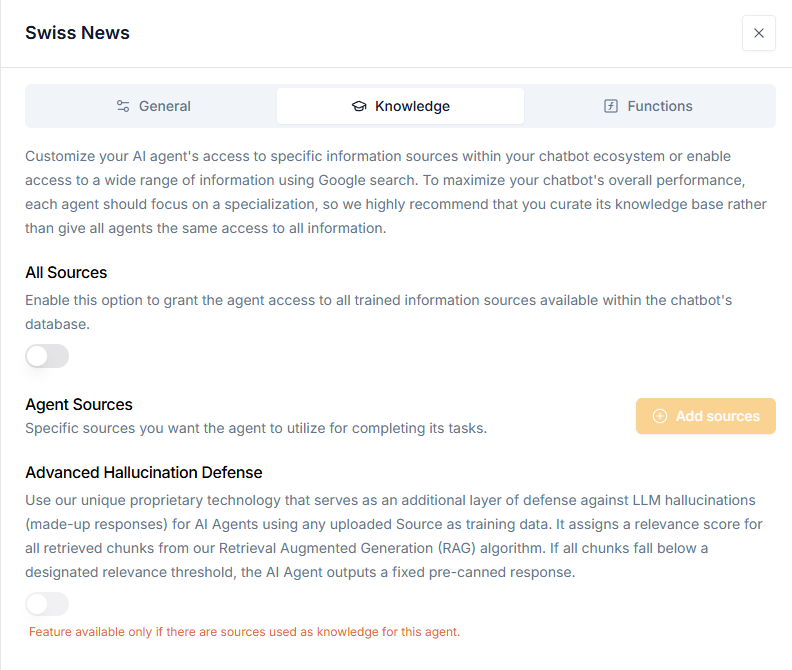 Swiss News
General
Knowledge
Functions
Customize your AI agent's access to specific information sources within your chatbot ecosystem or enable
access to a wide range of information using Google search. To maximize your chatbot's overall performance,
each agent should focus on a specialization, so we highly recommend that you curate its knowledge base rather
than give all agents the same access to all information.
All Sources
Enable this option to grant the agent access to all trained information sources available within the chatbot's
database.
Agent Sources
Specific sources you want the agent to utilize for completing its tasks.
Add sources
Advanced Hallucination Defense
Use our unique proprietary technology that serves as an additional layer of defense against LLM hallucinations
(made-up responses) for AI Agents using any uploaded Source as training data. It assigns a relevance score for
all retrieved chunks from our Retrieval Augmented Generation (RAG) algorithm. If all chunks fall below a
designated relevance threshold, the AI Agent outputs a fixed pre-canned response.
Feature available only if there are sources used as knowledge for this agent.